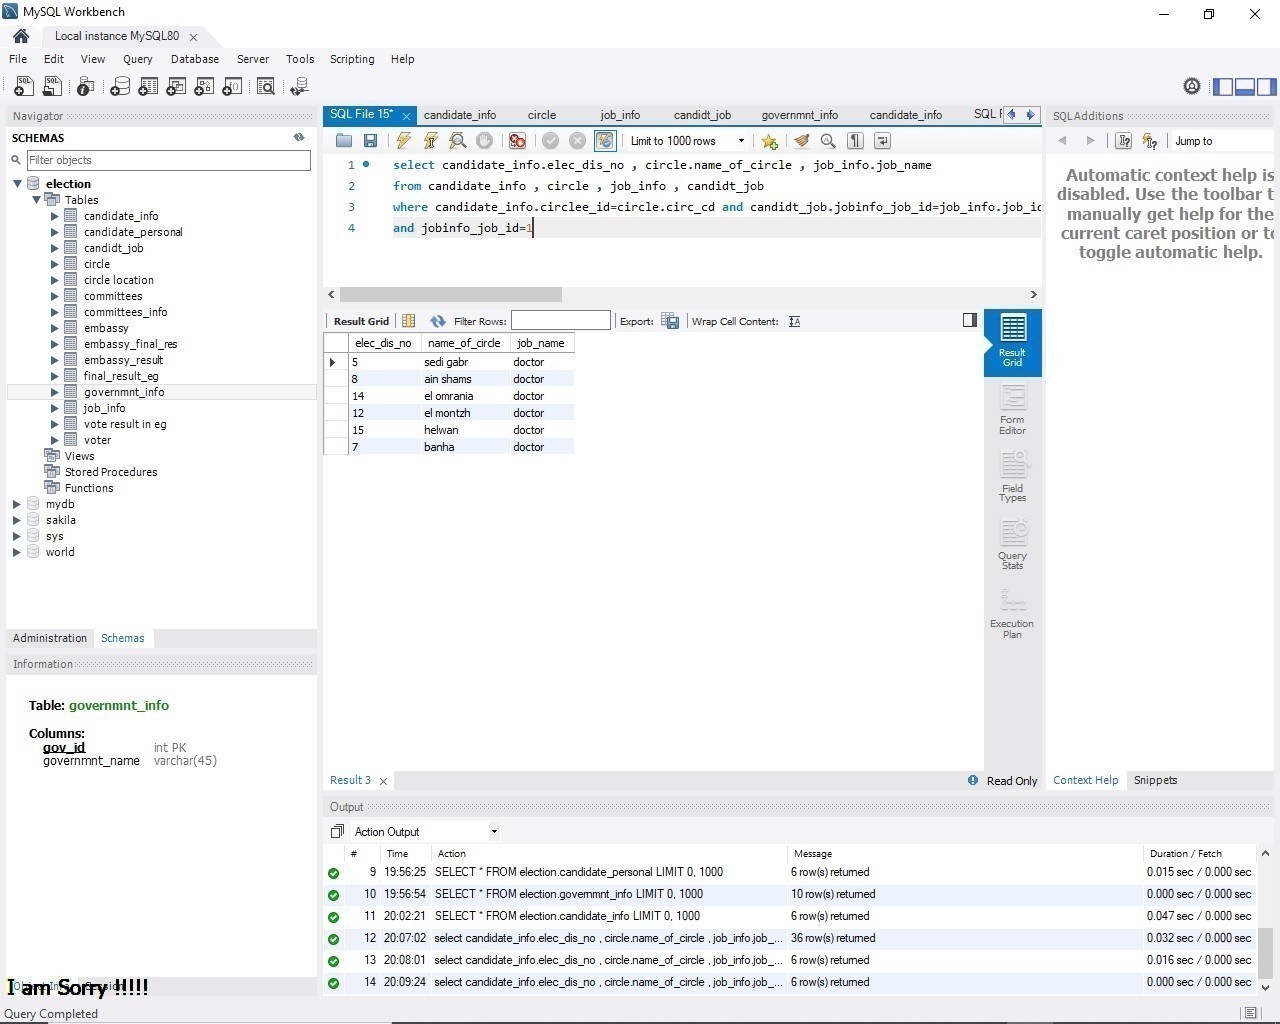 MySQL Workbench
Local instance MySQL80
File Edit View Query Database Server Tools Scripting Help
Navigator
SCHEMAS
Filter objects
election
Tables
candidate_info
candidate_personal
candidt_job
circle
circle location
committees
committees_info
embassy
embassy_final_res
embassy_result
final_result_eg
governmnt_info
job_info
vote result in eg
voter
Views
Stored Procedures
Functions
mydb
sakila
sys
world
Administration Schemas
Information
Table: governmnt_info
Columns:
gov_id int PK
governmnt_name varchar(45)
I am Sorry !!!!!
Query Completed
SQL File 15* candidate_info circle job_info candidt_job governmnt_info candidate_info SQL F
Limit to 1000 rows
1 select candidate_info.elec_dis_no , circle.name_of_circle , job_info.job_name
2 from candidate_info , circle , job_info , candidt_job
3 where candidate_info.circlee_id=circle.circ_cd and candidt_job.jobinfo_job_id=job_info.job_id
4 and jobinfo_job_id=1
Result Grid Filter Rows: Export: Wrap Cell Content:
elec_dis_no name_of_circle job_name
5 sedi gabr doctor
8 ain shams doctor
14 el omrania doctor
12 el montzh doctor
15 helwan doctor
7 banha doctor
Result Grid
Form Editor
Field Types
Query Stats
Execution Plan
Result 3 Read Only
Output
Action Output
# Time Action Message Duration / Fetch
9 19:56:25 SELECT * FROM election.candidate_personal LIMIT 0, 1000 6 row(s) returned 0.015 sec / 0.000 sec
10 19:56:54 SELECT * FROM election.governmnt_info LIMIT 0, 1000 10 row(s) returned 0.000 sec / 0.000 sec
11 20:02:21 SELECT * FROM election.candidate_info LIMIT 0, 1000 6 row(s) returned 0.047 sec / 0.000 sec
12 20:07:02 select candidate_info.elec_dis_no , circle.name_of_circle , job_info.job_... 36 row(s) returned 0.032 sec / 0.000 sec
13 20:08:01 select candidate_info.elec_dis_no , circle.name_of_circle , job_info.job_... 6 row(s) returned 0.016 sec / 0.000 sec
14 20:09:24 select candidate_info.elec_dis_no , circle.name_of_circle , job_info.job_... 6 row(s) returned 0.000 sec / 0.000 sec
SQLAdditions
Jump to
Automatic context help is
disabled. Use the toolbar t
manually get help for the
current caret position or to
toggle automatic help.
Context Help Snippets